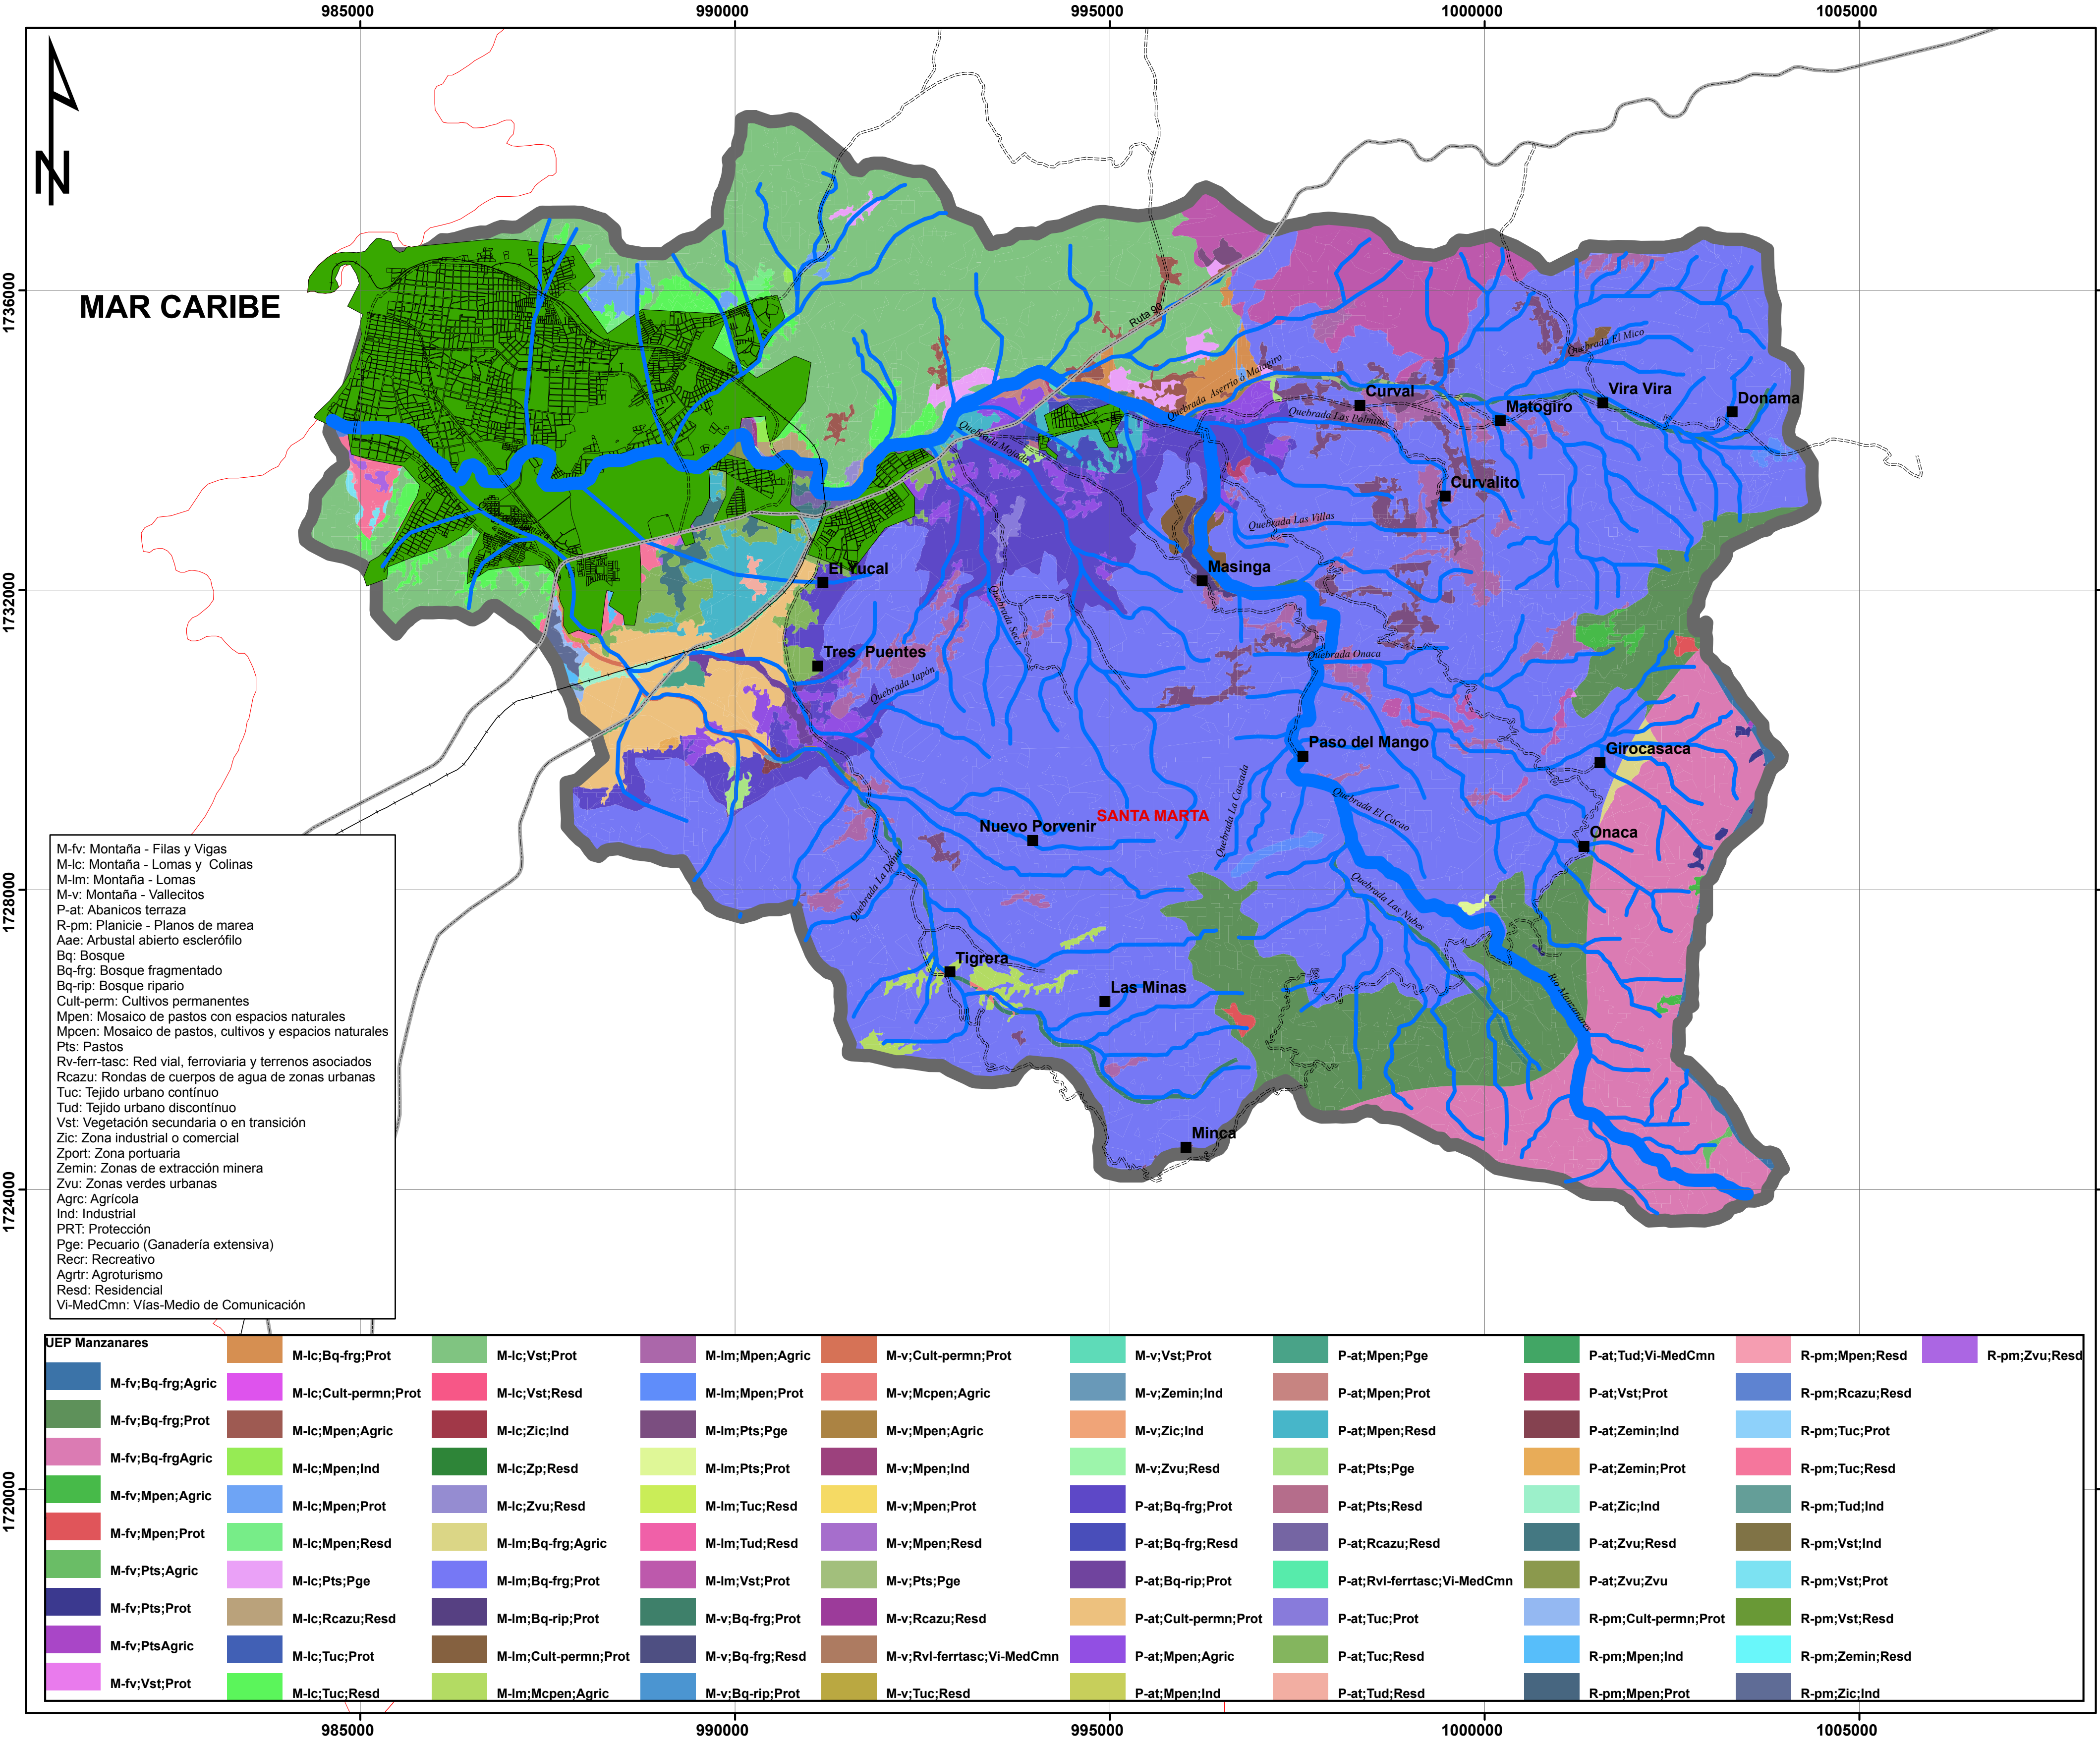 985000 990000 995000 1000000 1005000
N
MAR CARIBE
1736000
1732000
1728000
1724000
1720000
Ruta 90
Quebrada El Mico
Quebrada Aserrio ó Matogiro
Curval
Vira Vira
Donama
Matogiro
Quebrada Las Palmitas
Quebrada Mojada
Curvalito
Quebrada Las Villas
El Yucal
Masinga
Quebrada Seca
Tres Puentes
Quebrada Onaca
Quebrada Japón
Paso del Mango
Girocasaca
Quebrada La Cascada
Quebrada El Cacao
SANTA MARTA
Nuevo Porvenir
Onaca
Quebrada La Danta
Quebrada Las Nubes
Tigrera
Las Minas
Río Manzanares
Minca
M-fv: Montaña - Filas y Vigas
M-lc: Montaña - Lomas y Colinas
M-lm: Montaña - Lomas
M-v: Montaña - Vallecitos
P-at: Abanicos terraza
R-pm: Planicie - Planos de marea
Aae: Arbustal abierto esclerófilo
Bq: Bosque
Bq-frg: Bosque fragmentado
Bq-rip: Bosque ripario
Cult-perm: Cultivos permanentes
Mpen: Mosaico de pastos con espacios naturales
Mpcen: Mosaico de pastos, cultivos y espacios naturales
Pts: Pastos
Rv-ferr-tasc: Red vial, ferroviaria y terrenos asociados
Rcazu: Rondas de cuerpos de agua de zonas urbanas
Tuc: Tejido urbano contínuo
Tud: Tejido urbano discontínuo
Vst: Vegetación secundaria o en transición
Zic: Zona industrial o comercial
Zport: Zona portuaria
Zemin: Zonas de extracción minera
Zvu: Zonas verdes urbanas
Agrc: Agrícola
Ind: Industrial
PRT: Protección
Pge: Pecuario (Ganadería extensiva)
Recr: Recreativo
Agrtr: Agroturismo
Resd: Residencial
Vi-MedCmn: Vías-Medio de Comunicación
UEP Manzanares
M-fv;Bq-frg;Agric
M-fv;Bq-frg;Prot
M-fv;Bq-frgAgric
M-fv;Mpen;Agric
M-fv;Mpen;Prot
M-fv;Pts;Agric
M-fv;Pts;Prot
M-fv;PtsAgric
M-fv;Vst;Prot
M-lc;Bq-frg;Prot
M-lc;Cult-permn;Prot
M-lc;Mpen;Agric
M-lc;Mpen;Ind
M-lc;Mpen;Prot
M-lc;Mpen;Resd
M-lc;Pts;Pge
M-lc;Rcazu;Resd
M-lc;Tuc;Prot
M-lc;Tuc;Resd
M-lc;Vst;Prot
M-lc;Vst;Resd
M-lc;Zic;Ind
M-lc;Zp;Resd
M-lc;Zvu;Resd
M-lm;Bq-frg;Agric
M-lm;Bq-frg;Prot
M-lm;Bq-rip;Prot
M-lm;Cult-permn;Prot
M-lm;Mcpen;Agric
M-lm;Mpen;Agric
M-lm;Mpen;Prot
M-lm;Pts;Pge
M-lm;Pts;Prot
M-lm;Tuc;Resd
M-lm;Tud;Resd
M-lm;Vst;Prot
M-v;Bq-frg;Prot
M-v;Bq-frg;Resd
M-v;Bq-rip;Prot
M-v;Cult-permn;Prot
M-v;Mcpen;Agric
M-v;Mpen;Agric
M-v;Mpen;Ind
M-v;Mpen;Prot
M-v;Mpen;Resd
M-v;Pts;Pge
M-v;Rcazu;Resd
M-v;Rvl-ferrtasc;Vi-MedCmn
M-v;Tuc;Resd
M-v;Vst;Prot
M-v;Zemin;Ind
M-v;Zic;Ind
M-v;Zvu;Resd
P-at;Bq-frg;Prot
P-at;Bq-frg;Resd
P-at;Bq-rip;Prot
P-at;Cult-permn;Prot
P-at;Mpen;Agric
P-at;Mpen;Ind
P-at;Mpen;Pge
P-at;Mpen;Prot
P-at;Mpen;Resd
P-at;Pts;Pge
P-at;Pts;Resd
P-at;Rcazu;Resd
P-at;Rvl-ferrtasc;Vi-MedCmn
P-at;Tuc;Prot
P-at;Tuc;Resd
P-at;Tud;Resd
P-at;Tud;Vi-MedCmn
P-at;Vst;Prot
P-at;Zemin;Ind
P-at;Zemin;Prot
P-at;Zic;Ind
P-at;Zvu;Resd
P-at;Zvu;Zvu
R-pm;Cult-permn;Prot
R-pm;Mpen;Ind
R-pm;Mpen;Prot
R-pm;Mpen;Resd
R-pm;Rcazu;Resd
R-pm;Tuc;Prot
R-pm;Tuc;Resd
R-pm;Tud;Ind
R-pm;Vst;Ind
R-pm;Vst;Prot
R-pm;Vst;Resd
R-pm;Zemin;Resd
R-pm;Zic;Ind
R-pm;Zvu;Resd
985000 990000 995000 1000000 1005000